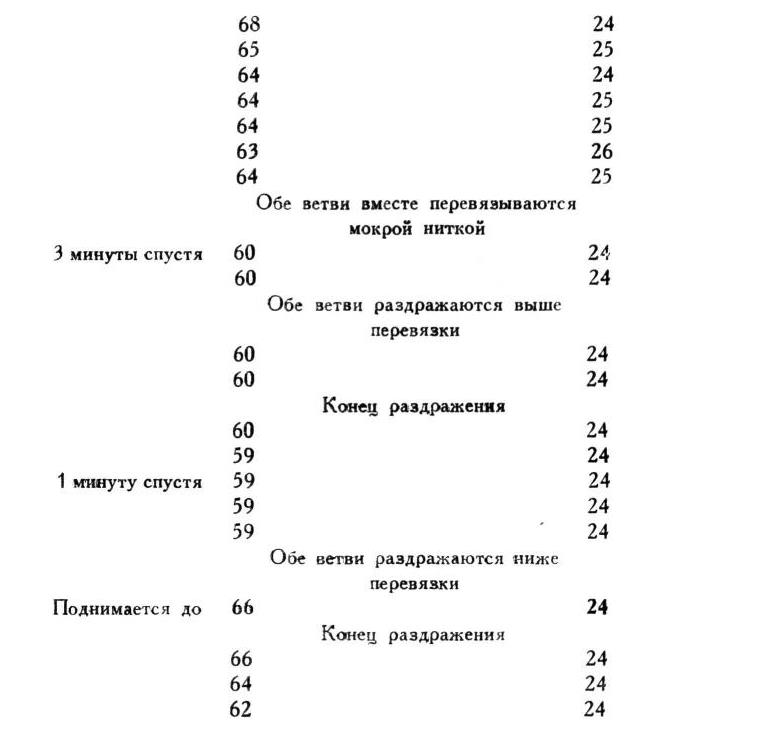 68 24
65 25
64 24
64 25
64 25
63 26
64 25
Обе ветви вместе перевязываются
мокрой ниткой
3 минуты спустя 60 24
60 24
Обе ветви раздражаются выше
перевязки
60 24
60 24
Конец раздражения
60 24
59 24
1 минуту спустя 59 24
59 24
59 24
Обе ветви раздражаются ниже
перевязки
Поднимается до 66 24
Конец раздражения
66 24
64 24
62 24